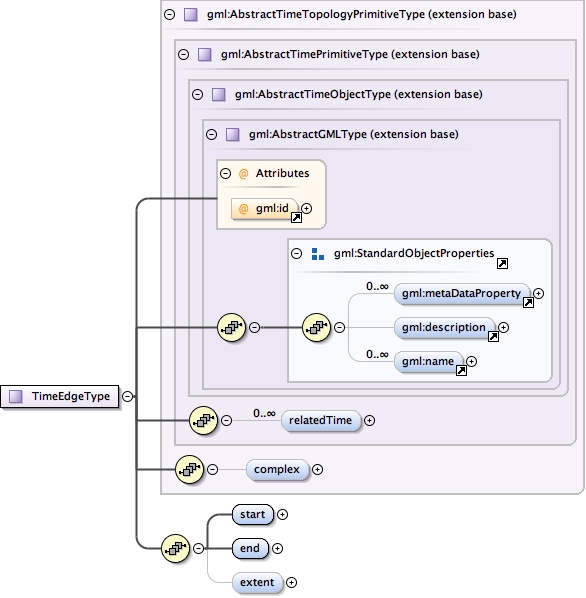 gml:AbstractTimeTopologyPrimitiveType (extension base)
gml:AbstractTimePrimitiveType (extension base)
gml:AbstractTimeObjectType (extension base)
gml:AbstractGMLType (extension base)
@ Attributes
@ gml:id
gml:StandardObjectProperties
0..∞
gml:metaDataProperty
gml:description
0..∞
gml:name
TimeEdgeType
0..∞
relatedTime
complex
start
end
extent